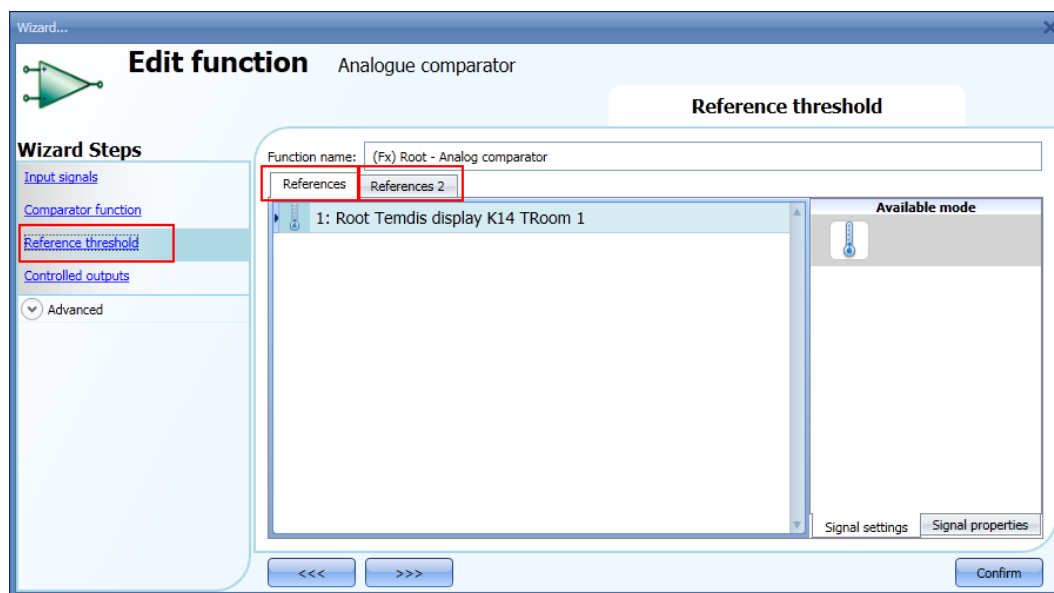 Wizard...
Edit function Analogue comparator
Reference threshold
Wizard Steps
Input signals
Comparator function
Reference threshold
Controlled outputs
Advanced
Function name: (Fx) Root - Analog comparator
References References 2
1: Root Temdis display K14 TRoom 1
Available mode
Signal settings Signal properties
<<< >>> Confirm